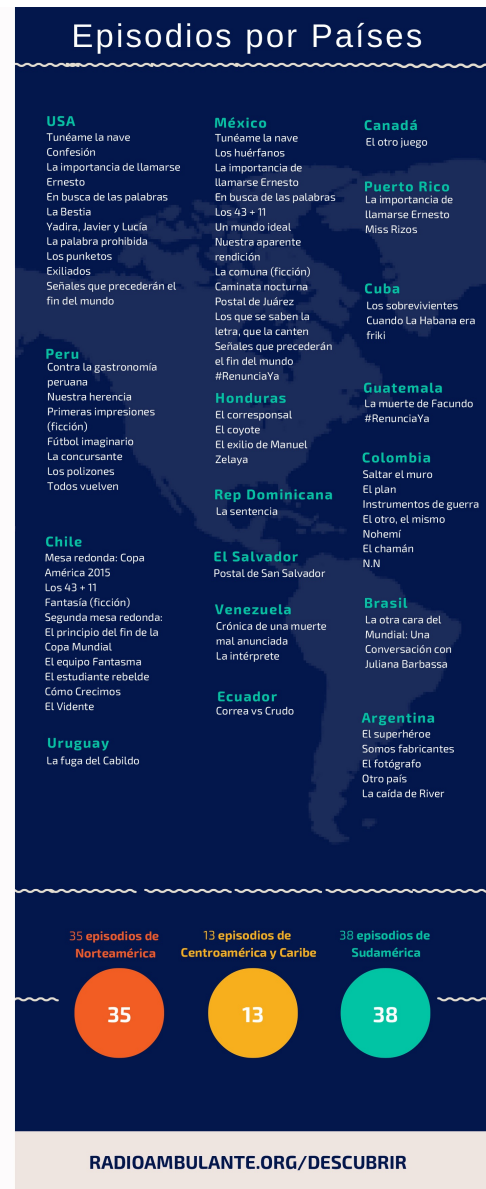 Episodios por Países
USA
Tunéame la nave
Confesión
La importancia de llamarse
Ernesto
En busca de las palabras
La Bestia
Yadira, Javier y Lucía
La palabra prohibida
Los punketos
Exiliados
Señales que precederán el
fin del mundo
Peru
Contra la gastronomía
peruana
Nuestra herencia
Primeras impresiones
(ficción)
Fútbol imaginario
La concursante
Los polizones
Todos vuelven
Chile
Mesa redonda: Copa
América 2015
Los 43 + 11
Fantasía (ficción)
Segunda mesa redonda:
El principio del fin de la
Copa Mundial
El equipo Fantasma
El estudiante rebelde
Cómo Crecimos
El Vidente
Uruguay
La fuga del Cabildo
México
Tunéame la nave
Los huérfanos
La importancia de
llamarse Ernesto
En busca de las palabras
Los 43 + 11
Un mundo ideal
Nuestra aparente
rendición
La comuna (ficción)
Caminata nocturna
Postal de Juárez
Los que se saben la
letra, que la canten
Señales que precederán
el fin del mundo
#RenunciaYa
Honduras
El corresponsal
El coyote
El exilio de Manuel
Zelaya
Rep Dominicana
La sentencia
El Salvador
Postal de San Salvador
Venezuela
Crónica de una muerte
mal anunciada
La intérprete
Ecuador
Correa vs Crudo
Canadá
El otro juego
Puerto Rico
La importancia de
llamarse Ernesto
Miss Rizos
Cuba
Los sobrevivientes
Cuando La Habana era
friki
Guatemala
La muerte de Facundo
#RenunciaYa
Colombia
Saltar el muro
El plan
Instrumentos de guerra
El otro, el mismo
Nohemí
El chamán
N.N
Brasil
La otra cara del
Mundial: Una
Conversación con
Juliana Barbassa
Argentina
El superhéroe
Somos fabricantes
El fotógrafo
Otro país
La caída de River
35 episodios de
Norteamérica
35
13 episodios de
Centroamérica y Caribe
13
38 episodios de
Sudamérica
38
RADIOAMBULANTE.ORG/DESCUBRIR